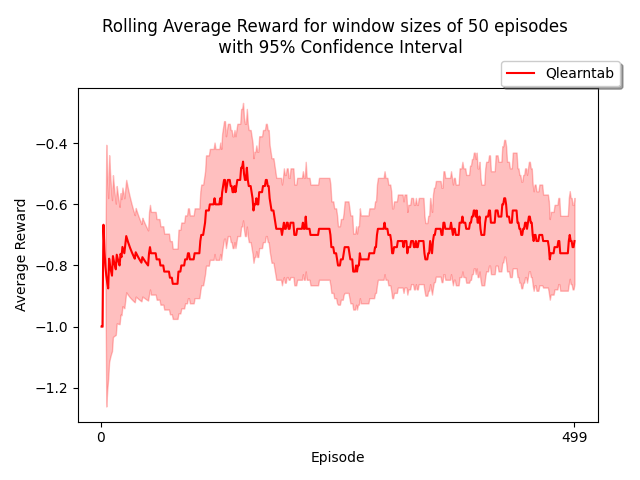 Rolling Average Reward for window sizes of 50 episodes
with 95% Confidence Interval
Qlearntab
Average Reward
−0.4
−0.6
−0.8
−1.0
−1.2
0
499
Episode